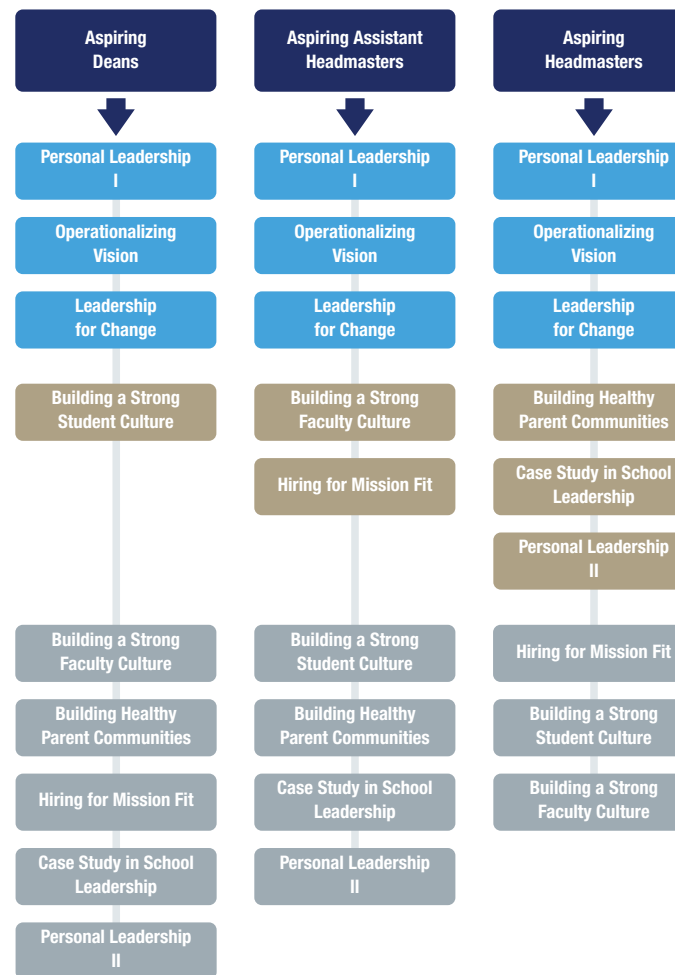 Aspiring
Deans
Personal Leadership
I
Operationalizing
Vision
Leadership
for Change
Building a Strong
Student Culture
Building a Strong
Faculty Culture
Building Healthy
Parent Communities
Hiring for Mission Fit
Case Study in School
Leadership
Personal Leadership
II
Aspiring Assistant
Headmasters
Personal Leadership
I
Operationalizing
Vision
Leadership
for Change
Building a Strong
Faculty Culture
Hiring for Mission Fit
Building a Strong
Student Culture
Building Healthy
Parent Communities
Case Study in School
Leadership
Personal Leadership
II
Aspiring
Headmasters
Personal Leadership
I
Operationalizing
Vision
Leadership
for Change
Building Healthy
Parent Communities
Case Study in School
Leadership
Personal Leadership
II
Hiring for Mission Fit
Building a Strong
Student Culture
Building a Strong
Faculty Culture